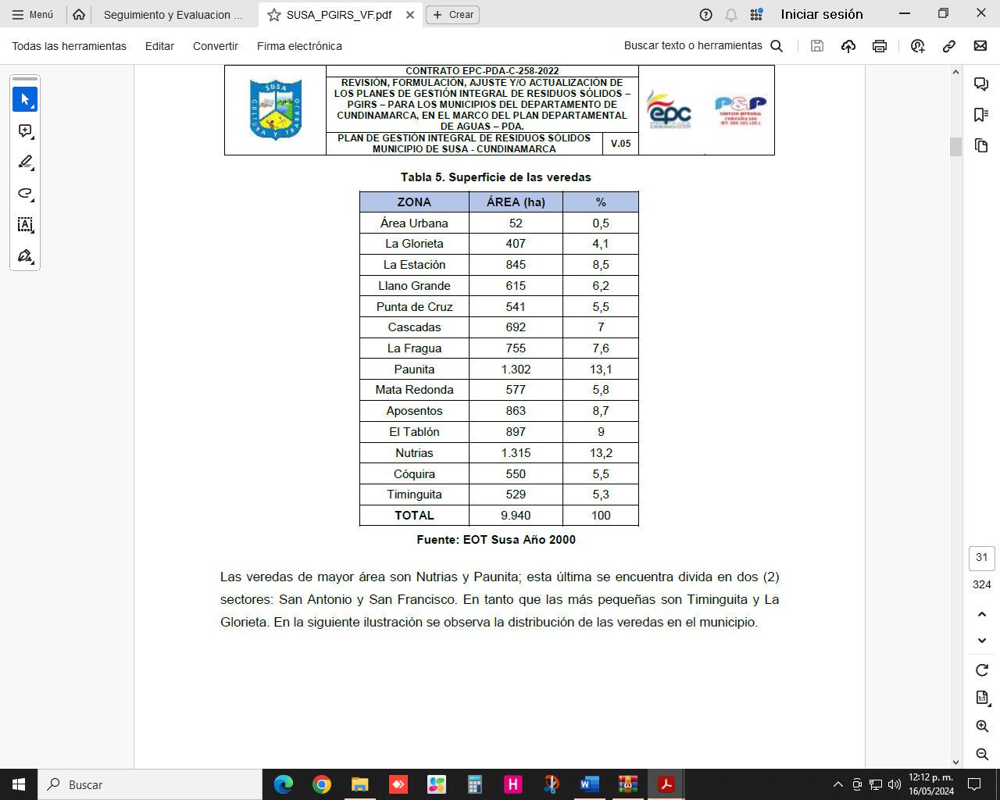 Menú
Seguimiento y Evaluacion ...
SUSA_PGIRS_VF.pdf
Crear
Iniciar sesión
Todas las herramientas
Editar
Convertir
Firma electrónica
Buscar texto o herramientas
SUSA
CULTURA Y TRABAJO
CONTRATO EPC-PDA-C-258-2022
REVISIÓN, FORMULACIÓN, AJUSTE Y/O ACTUALIZACIÓN DE
LOS PLANES DE GESTIÓN INTEGRAL DE RESIDUOS SÓLIDOS –
PGIRS – PARA LOS MUNICIPIOS DEL DEPARTAMENTO DE
CUNDINAMARCA, EN EL MARCO DEL PLAN DEPARTAMENTAL
DE AGUAS – PDA.
PLAN DE GESTIÓN INTEGRAL DE RESIDUOS SÓLIDOS
MUNICIPIO DE SUSA - CUNDINAMARCA
V.05
epc
P&P
GESTIÓN INTEGRAL
Tabla 5. Superficie de las veredas
ZONA ÁREA (ha) %
Área Urbana 52 0,5
La Glorieta 407 4,1
La Estación 845 8,5
Llano Grande 615 6,2
Punta de Cruz 541 5,5
Cascadas 692 7
La Fragua 755 7,6
Paunita 1.302 13,1
Mata Redonda 577 5,8
Aposentos 863 8,7
El Tablón 897 9
Nutrias 1.315 13,2
Cóquira 550 5,5
Timinguita 529 5,3
TOTAL 9.940 100
Fuente: EOT Susa Año 2000
Las veredas de mayor área son Nutrias y Paunita; esta última se encuentra divida en dos (2)
sectores: San Antonio y San Francisco. En tanto que las más pequeñas son Timinguita y La
Glorieta. En la siguiente ilustración se observa la distribución de las veredas en el municipio.
31
324
1:1
Buscar
H
W
12:12 p. m.
16/05/2024